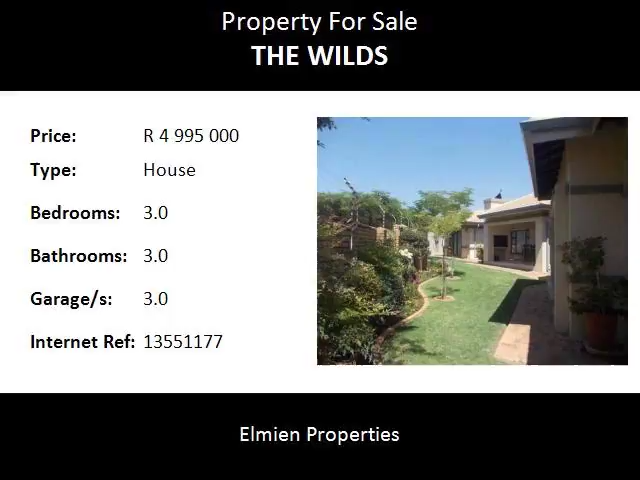 Property For Sale
THE WILDS
Price: R 4 995 000
Type: House
Bedrooms: 3.0
Bathrooms: 3.0
Garage/s: 3.0
Internet Ref: 13551177
Elmien Properties